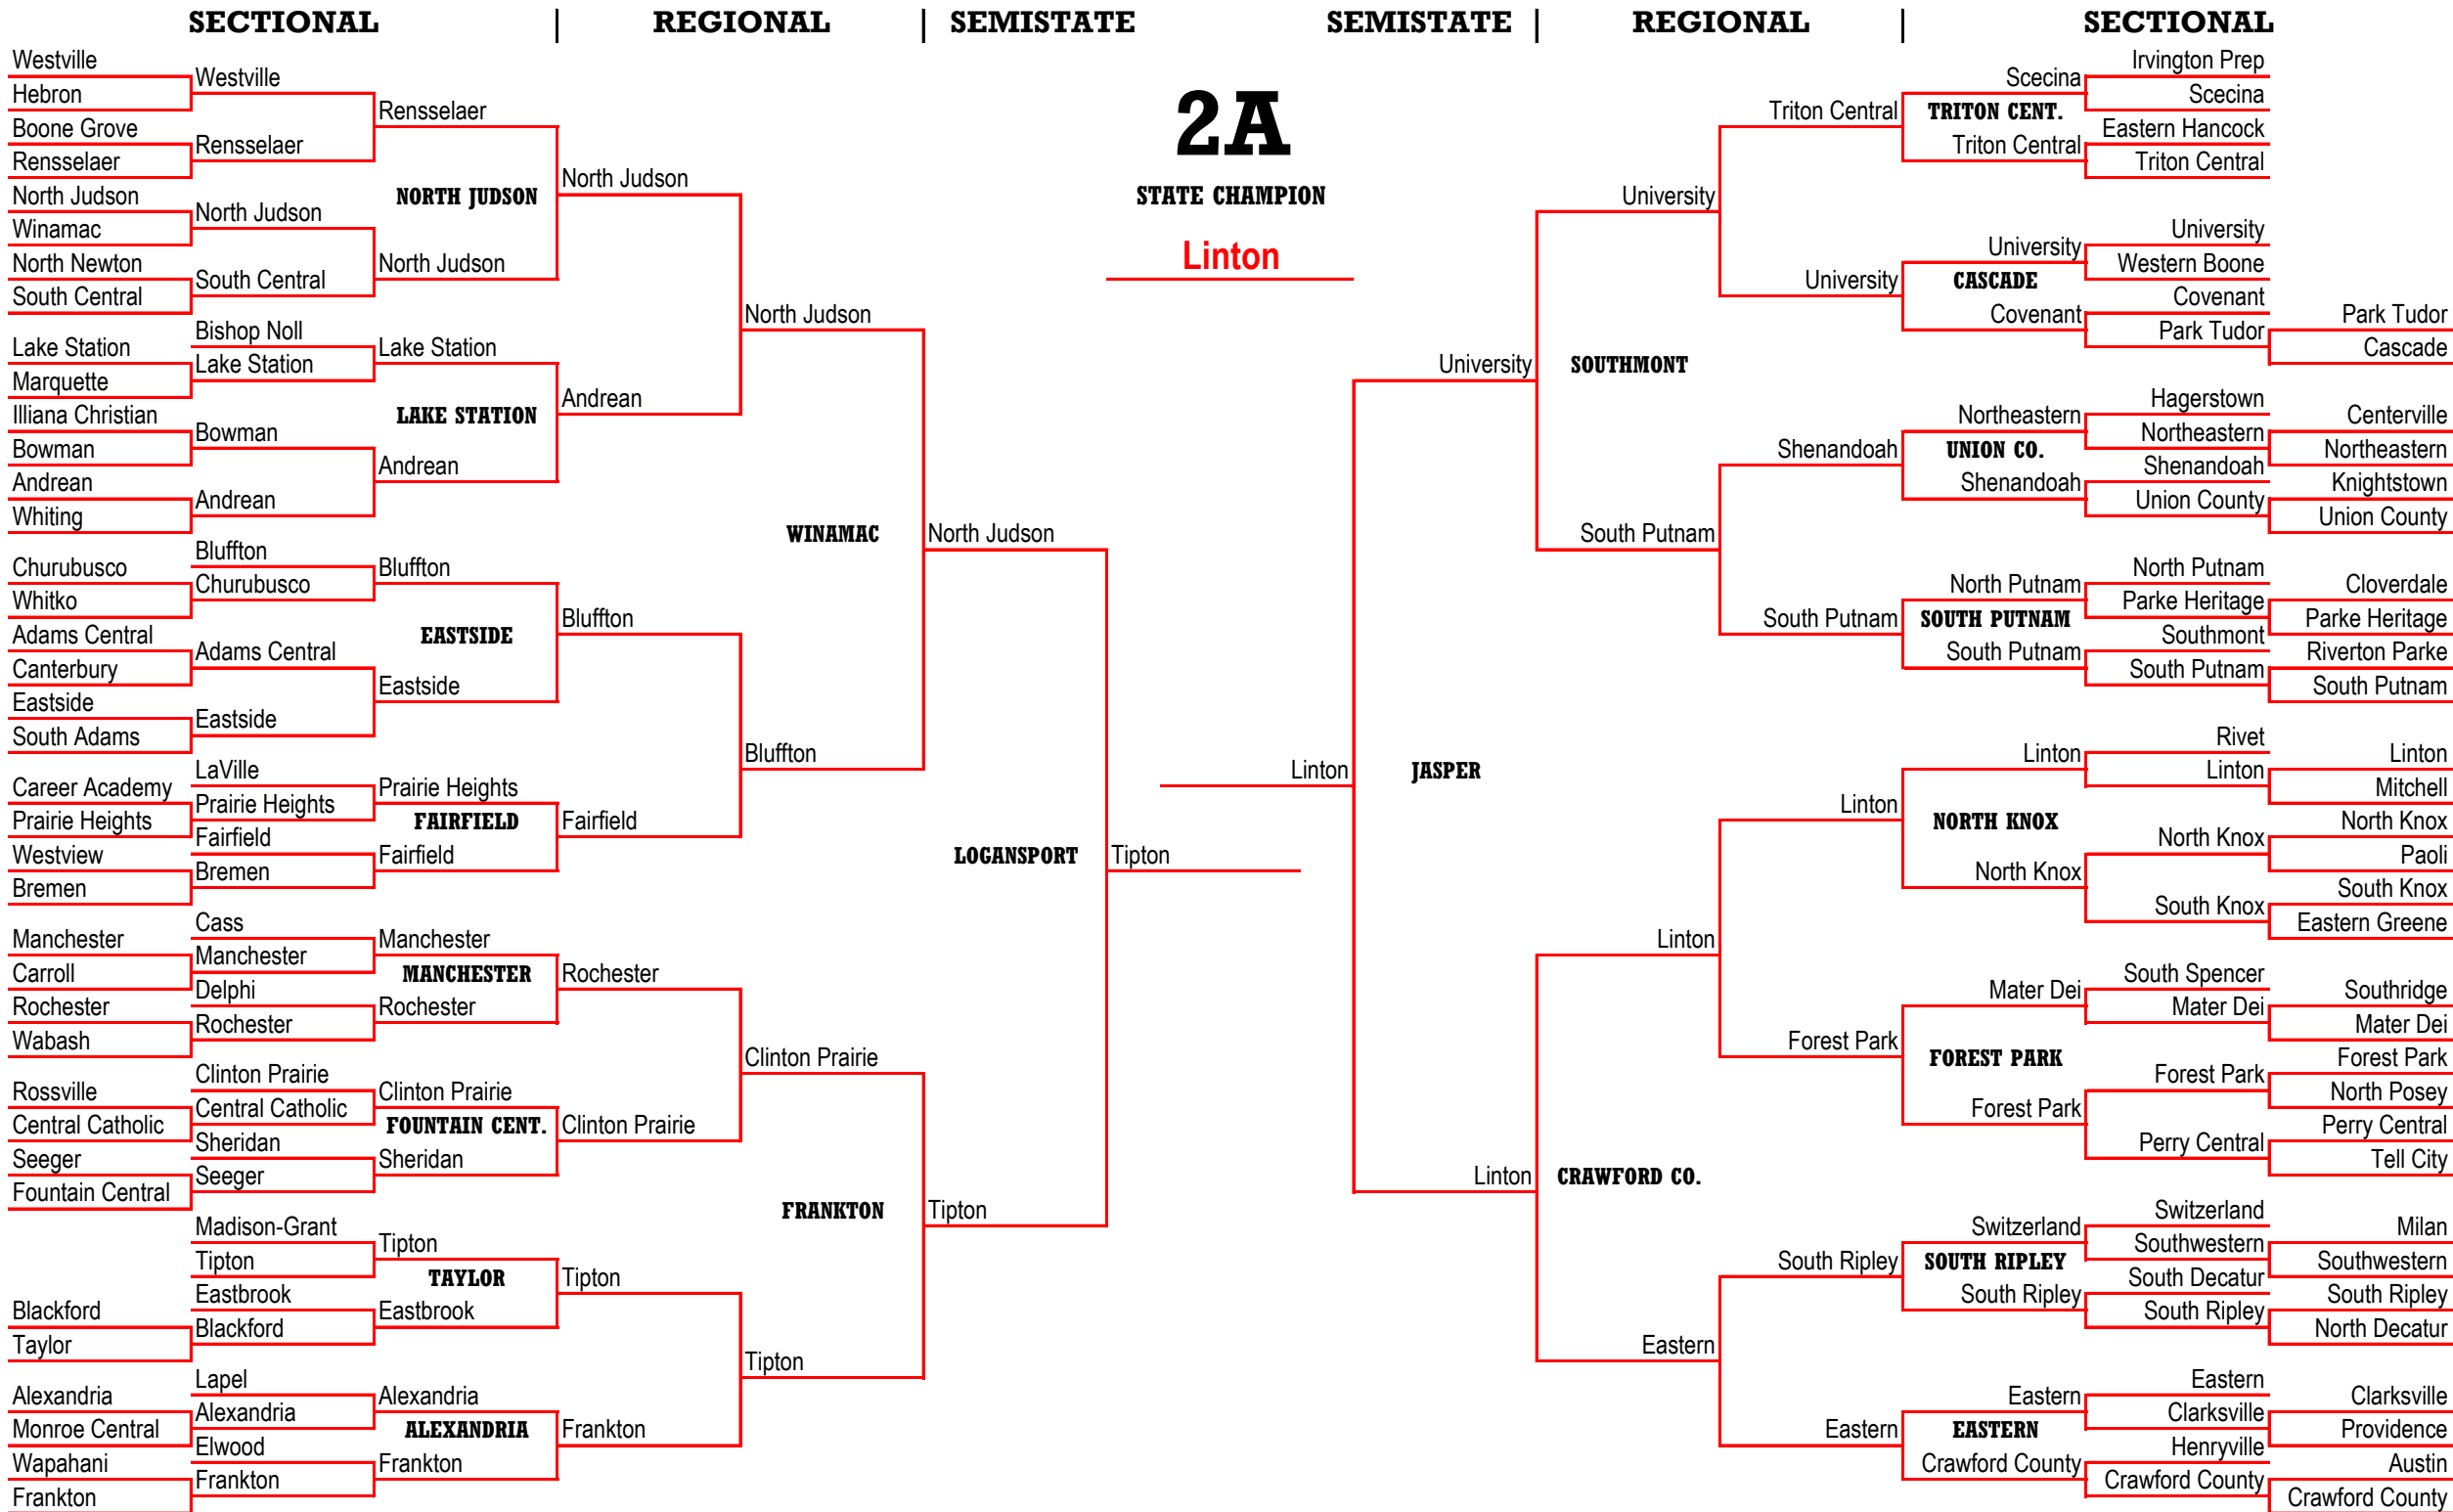 SECTIONAL | REGIONAL | SEMISTATE SEMISTATE | REGIONAL | SECTIONAL
2A
STATE CHAMPION
Linton
Westville
Hebron
Boone Grove
Rensselaer
North Judson
Winamac
North Newton
South Central
Lake Station
Marquette
Illiana Christian
Bowman
Andrean
Whiting
Churubusco
Whitko
Adams Central
Canterbury
Eastside
South Adams
Career Academy
Prairie Heights
Westview
Bremen
Manchester
Carroll
Rochester
Wabash
Rossville
Central Catholic
Seeger
Fountain Central
Blackford
Taylor
Alexandria
Monroe Central
Wapahani
Frankton
Westville
Rensselaer
North Judson
South Central
Bishop Noll
Lake Station
Bowman
Andrean
Bluffton
Churubusco
Adams Central
Eastside
LaVille
Prairie Heights
Fairfield
Bremen
Cass
Manchester
Delphi
Rochester
Clinton Prairie
Central Catholic
Sheridan
Seeger
Madison-Grant
Tipton
Eastbrook
Blackford
Lapel
Alexandria
Elwood
Frankton
Rensselaer
NORTH JUDSON
North Judson
Lake Station
LAKE STATION
Andrean
Bluffton
EASTSIDE
Eastside
Prairie Heights
FAIRFIELD
Fairfield
Manchester
MANCHESTER
Rochester
Clinton Prairie
FOUNTAIN CENT.
Sheridan
Tipton
TAYLOR
Eastbrook
Alexandria
ALEXANDRIA
Frankton
North Judson
Andrean
Bluffton
Fairfield
Rochester
Clinton Prairie
Tipton
Frankton
North Judson
WINAMAC
Bluffton
Clinton Prairie
FRANKTON
Tipton
North Judson
LOGANSPORT
Tipton
Tipton
Linton
University
JASPER
Linton
University
SOUTHMONT
South Putnam
Linton
CRAWFORD CO.
Eastern
Triton Central
University
Shenandoah
South Putnam
Linton
Forest Park
South Ripley
Eastern
Scecina
TRITON CENT.
Triton Central
University
CASCADE
Covenant
Northeastern
UNION CO.
Shenandoah
North Putnam
SOUTH PUTNAM
South Putnam
Linton
NORTH KNOX
North Knox
Mater Dei
FOREST PARK
Forest Park
Switzerland
SOUTH RIPLEY
South Ripley
Eastern
EASTERN
Crawford County
Irvington Prep
Scecina
Eastern Hancock
Triton Central
University
Western Boone
Covenant
Park Tudor
Hagerstown
Northeastern
Shenandoah
Union County
North Putnam
Parke Heritage
Southmont
South Putnam
Rivet
Linton
North Knox
South Knox
South Spencer
Mater Dei
Forest Park
Perry Central
Switzerland
Southwestern
South Decatur
South Ripley
Eastern
Clarksville
Henryville
Crawford County
Park Tudor
Cascade
Centerville
Northeastern
Knightstown
Union County
Cloverdale
Parke Heritage
Riverton Parke
South Putnam
Linton
Mitchell
North Knox
Paoli
South Knox
Eastern Greene
Southridge
Mater Dei
Forest Park
North Posey
Perry Central
Tell City
Milan
Southwestern
South Ripley
North Decatur
Clarksville
Providence
Austin
Crawford County